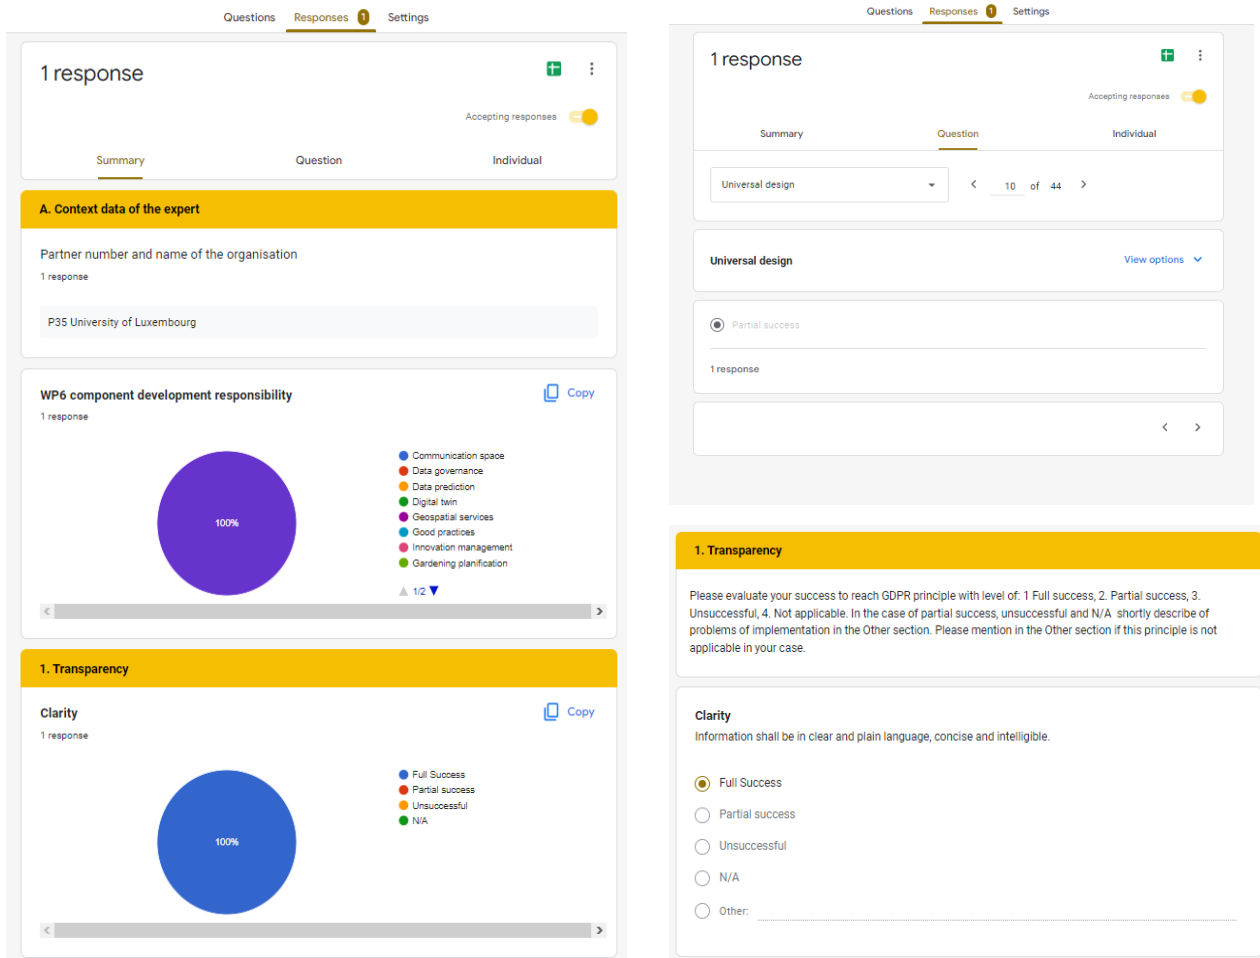 Questions Responses 1 Settings
1 response
Accepting responses
Summary Question Individual
A. Context data of the expert
Partner number and name of the organisation
1 response
P35 University of Luxembourg
WP6 component development responsibility
Copy
1 response
100%
Communication space
Data governance
Data prediction
Digital twin
Geospatial services
Good practices
Innovation management
Gardening planification
1/2
1. Transparency
Clarity
Copy
1 response
100%
Full Success
Partial success
Unsuccessful
N/A
Questions Responses 1 Settings
1 response
Accepting responses
Summary Question Individual
Universal design 10 of 44
Universal design View options
Partial success
1 response
1. Transparency
Please evaluate your success to reach GDPR principle with level of: 1 Full success, 2. Partial success, 3.
Unsuccessful, 4. Not applicable. In the case of partial success, unsuccessful and N/A shortly describe of
problems of implementation in the Other section. Please mention in the Other section if this principle is not
applicable in your case.
Clarity
Information shall be in clear and plain language, concise and intelligible.
Full Success
Partial success
Unsuccessful
N/A
Other: